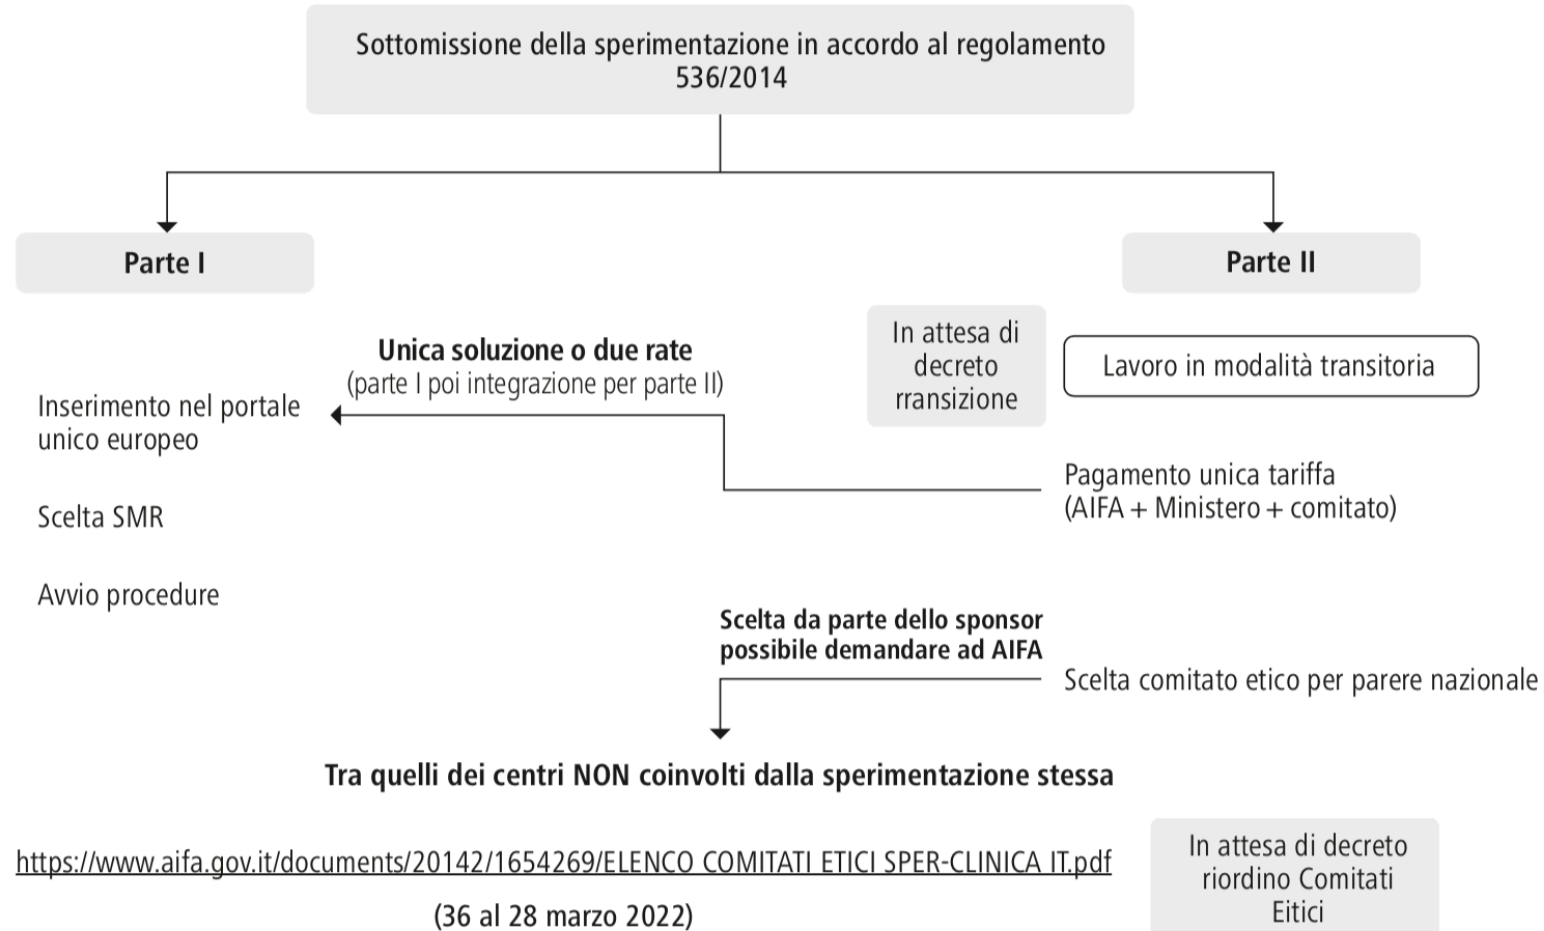 Sottomissione della sperimentazione in accordo al regolamento
536/2014
Parte I
Parte II
Unica soluzione o due rate
(parte I poi integrazione per parte II)
In attesa di
decreto
rransizione
Lavoro in modalità transitoria
Inserimento nel portale
unico europeo
Pagamento unica tariffa
(AIFA + Ministero + comitato)
Scelta SMR
Avvio procedure
Scelta da parte dello sponsor
possibile demandare ad AIFA
Scelta comitato etico per parere nazionale
Tra quelli dei centri NON coinvolti dalla sperimentazione stessa
https://www.aifa.gov.it/documents/20142/1654269/ELENCO COMITATI ETICI SPER-CLINICA IT.pdf
(36 al 28 marzo 2022)
In attesa di decreto
riordino Comitati
Eitici